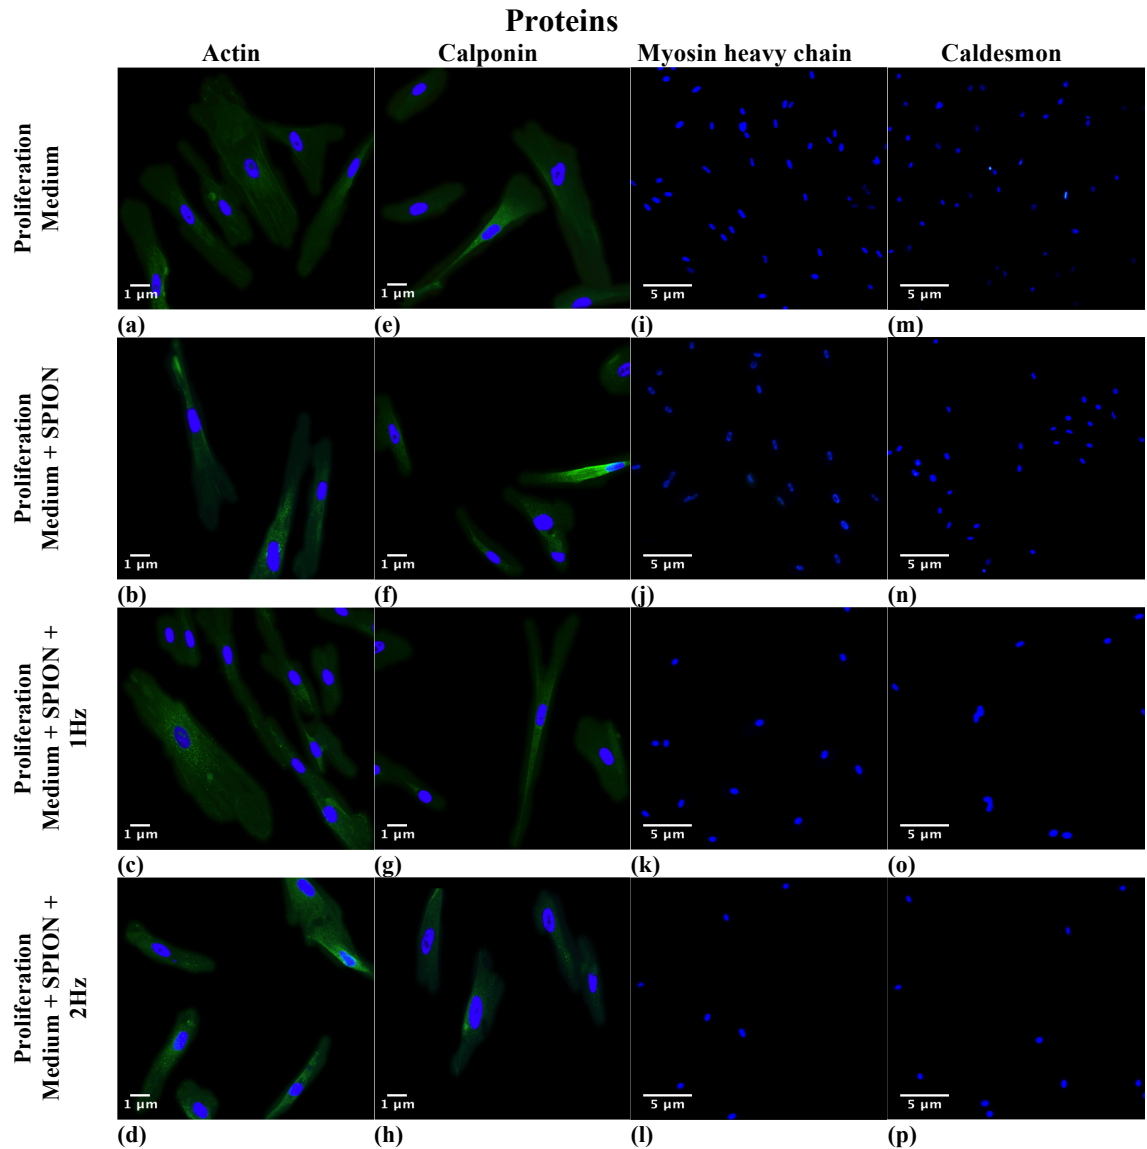 Proteins
Actin
Calponin
Myosin heavy chain
Caldesmon
Proliferation
Medium
1 µm
1 µm
5 µm
5 µm
(a)
(e)
(i)
(m)
Proliferation
Medium + SPION
1 µm
1 µm
5 µm
5 µm
(b)
(f)
(j)
(n)
Proliferation
Medium + SPION +
1Hz
1 µm
1 µm
5 µm
5 µm
(c)
(g)
(k)
(o)
Proliferation
Medium + SPION +
2Hz
1 µm
1 µm
5 µm
5 µm
(d)
(h)
(l)
(p)